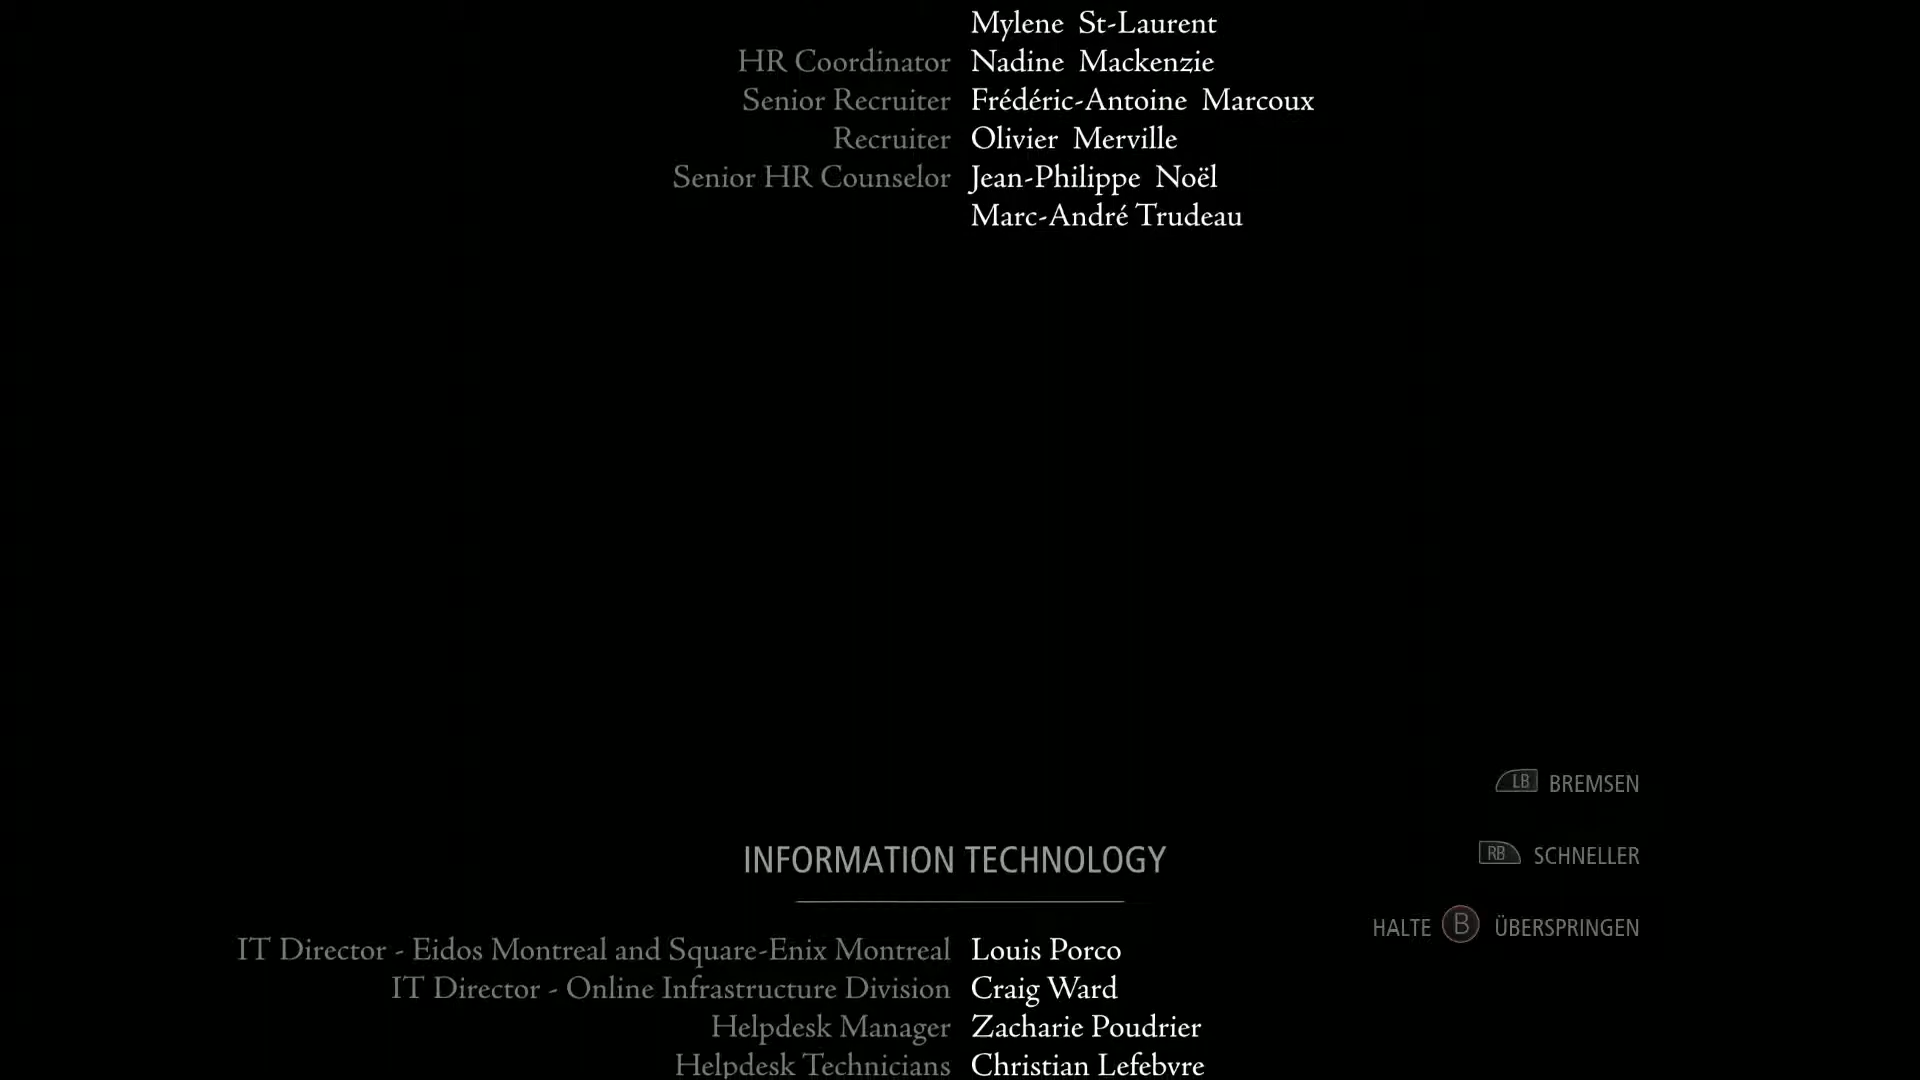 Mylene St-Laurent
HR Coordinator Nadine Mackenzie
Senior Recruiter Frédéric-Antoine Marcoux
Recruiter Olivier Merville
Senior HR Counselor Jean-Philippe Noël
Marc-André Trudeau
LB BREMSEN
RB SCHNELLER
HALTE B ÜBERSPRINGEN
INFORMATION TECHNOLOGY
IT Director - Eidos Montreal and Square-Enix Montreal Louis Porco
IT Director - Online Infrastructure Division Craig Ward
Helpdesk Manager Zacharie Poudrier
Helpdesk Technicians Christian Lefebvre